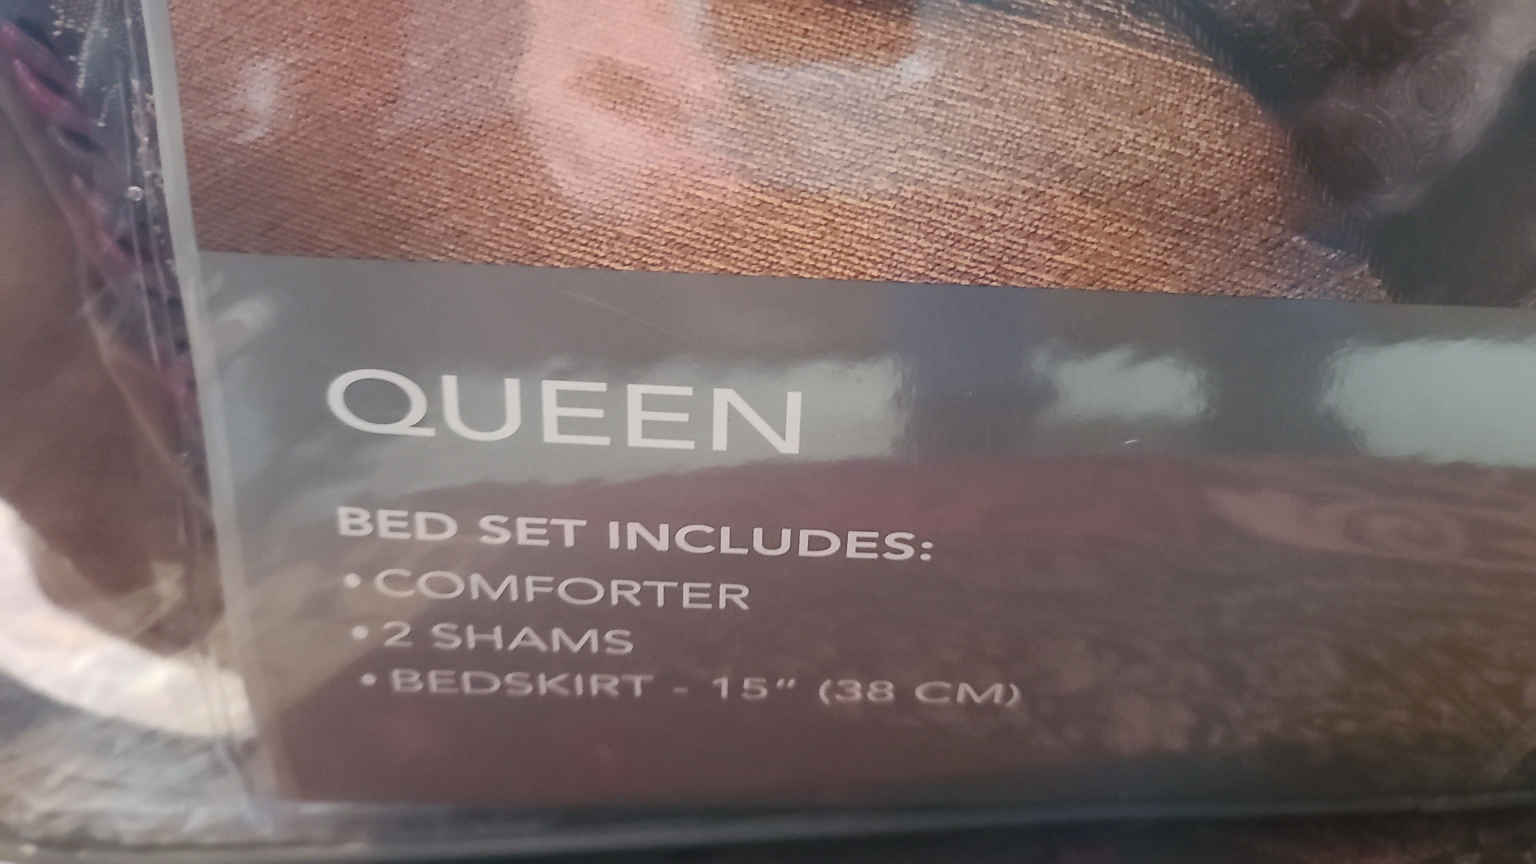 QUEEN
BED SET INCLUDES:
• COMFORTER
• 2 SHAMS
• BEDSKIRT - 15" (38 CM)